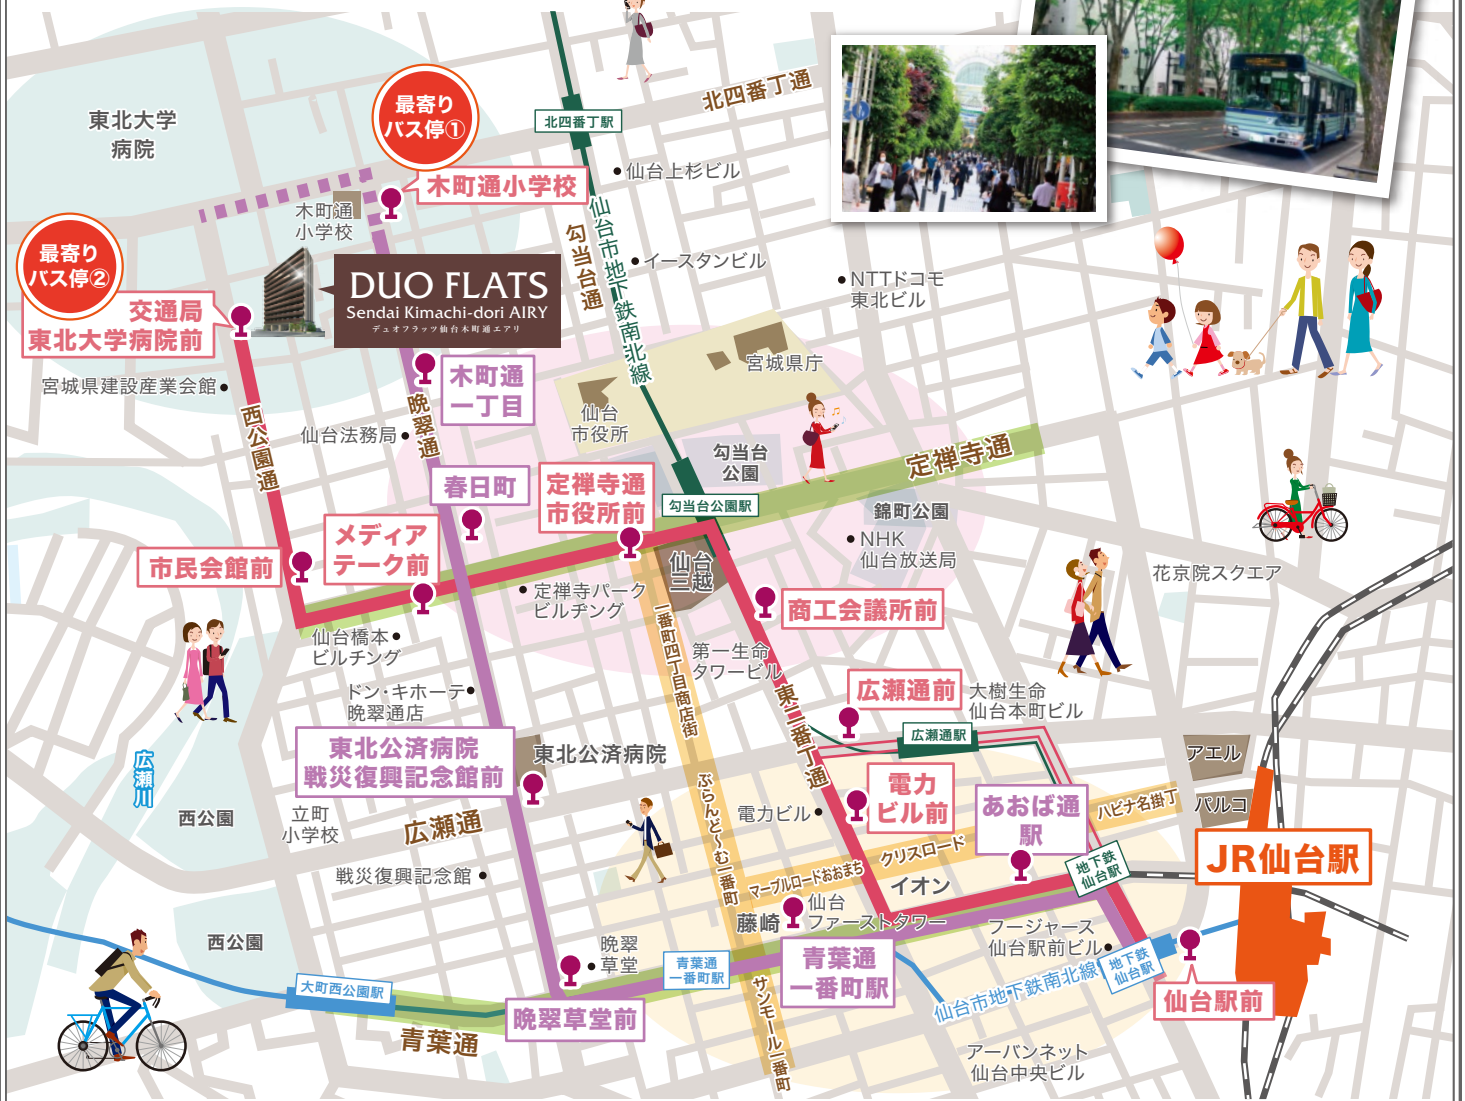 東北大学
病院
最寄り
バス停①
木町通小学校
木町通
小学校
最寄り
バス停②
交通局
東北大学病院前
DUO FLATS
Sendai Kimachi-dori AIRY
デュオフラッツ仙台木町通エアリ
北四番丁駅
北四番丁通
仙台上杉ビル
勾当台通
仙台市地下鉄南北線
イースタンビル
NTTドコモ
東北ビル
宮城県庁
仙台
市役所
宮城県建設産業会館
西公園通
仙台法務局
木町通
一丁目
晩翠通
春日町
定禅寺通
市役所前
勾当台
公園
勾当台公園駅
定禅寺通
錦町公園
NHK
仙台放送局
花京院スクエア
市民会館前
メディア
テーク前
定禅寺パーク
ビルヂング
仙台
三越
商工会議所前
仙台橋本
ビルチング
ドン・キホーテ
晩翠通店
一番町四丁目商店街
第一生命
タワービル
東二番丁通
広瀬通前
大樹生命
仙台本町ビル
広瀬通駅
東北公済病院
戦災復興記念館前
東北公済病院
広瀬川
西公園
立町
小学校
広瀬通
戦災復興記念館
ぶらんど〜む一番町
電力ビル
電力
ビル前
あおば通
駅
ハピナ名掛丁
アエル
パルコ
JR仙台駅
クリスロード
マーブルロードおおまち
イオン
地下鉄
仙台駅
藤崎
仙台
ファーストタワー
フージャース
仙台駅前ビル
西公園
晩翠
草堂
青葉通
一番町駅
青葉通
一番町駅
サンモール一番町
大町西公園駅
青葉通
晩翠草堂前
仙台市地下鉄南北線
地下鉄
仙台駅
仙台駅前
アーバンネット
仙台中央ビル